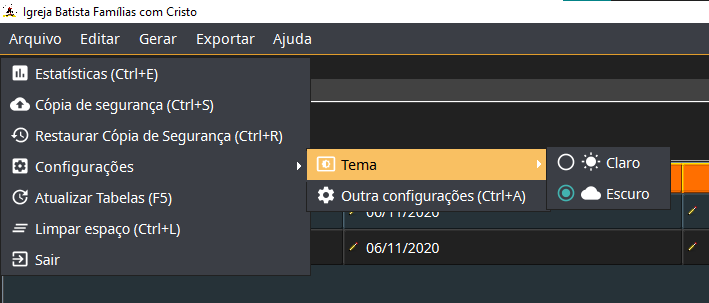 Igreja Batista Famílias com Cristo
Arquivo Editar Gerar Exportar Ajuda
Estatísticas (Ctrl+E)
Cópia de segurança (Ctrl+S)
Restaurar Cópia de Segurança (Ctrl+R)
Configurações
Atualizar Tabelas (F5)
Limpar espaço (Ctrl+L)
Sair
Tema
Outra configurações (Ctrl+A)
Claro
Escuro
06/11/2020
06/11/2020